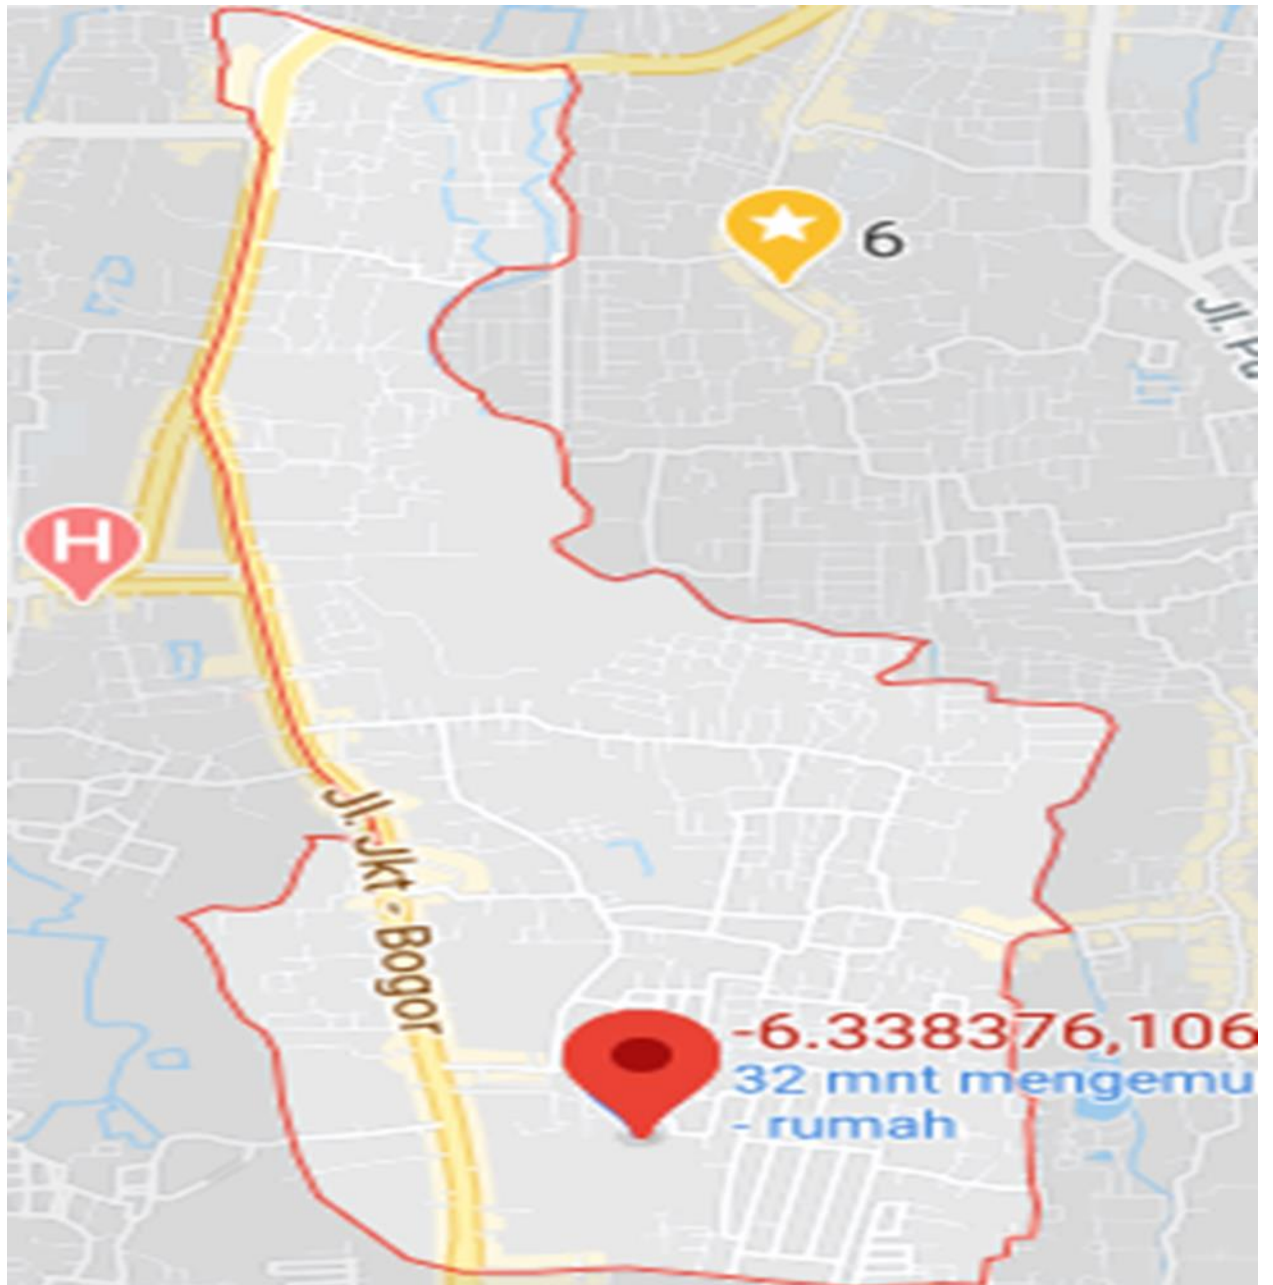 6
H
Jl. Jkt - Bogor
-6.338376,106
32 mnt mengemu
- rumah